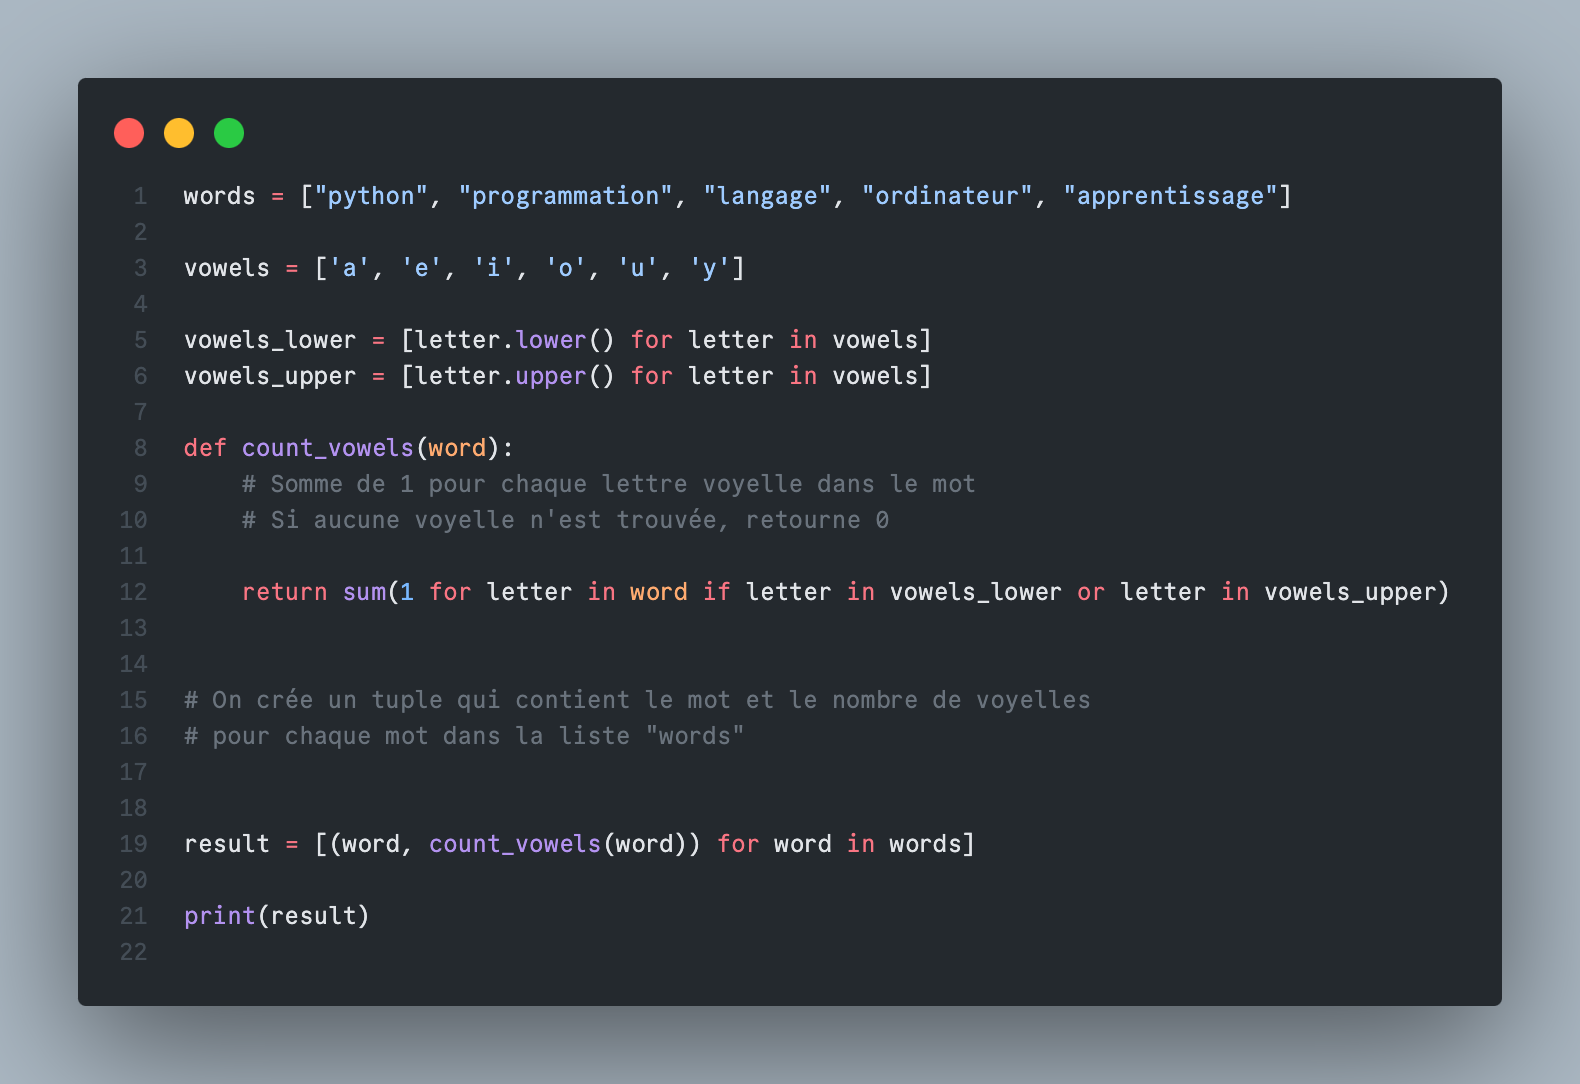 1 words = ["python", "programmation", "langage", "ordinateur", "apprentissage"]
2
3 vowels = ['a', 'e', 'i', 'o', 'u', 'y']
4
5 vowels_lower = [letter.lower() for letter in vowels]
6 vowels_upper = [letter.upper() for letter in vowels]
7
8 def count_vowels(word):
9     # Somme de 1 pour chaque lettre voyelle dans le mot
10     # Si aucune voyelle n'est trouvée, retourne 0
11
12     return sum(1 for letter in word if letter in vowels_lower or letter in vowels_upper)
13
14
15 # On crée un tuple qui contient le mot et le nombre de voyelles
16 # pour chaque mot dans la liste "words"
17
18
19 result = [(word, count_vowels(word)) for word in words]
20
21 print(result)
22